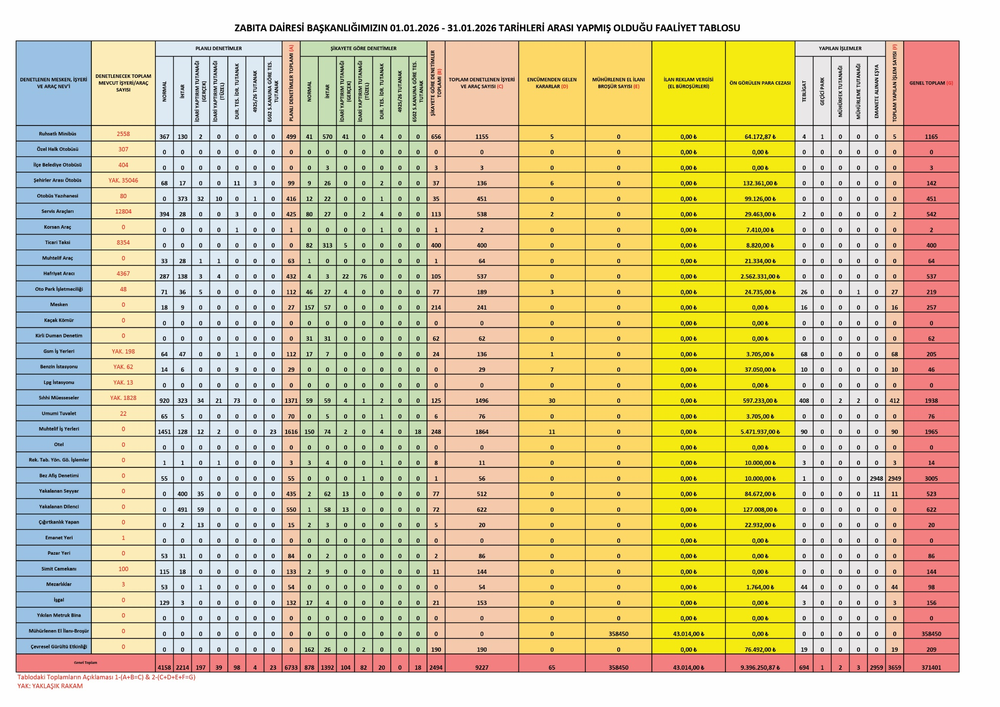 ZABITA DAİRESİ BAŞKANLIĞIMIZIN 01.01.2026 - 31.01.2026 TARİHLERİ ARASI YAPMIŞ OLDUĞU FAALİYET TABLOSU
DENETLENEN MESKEN, İŞYERİ VE ARAÇ NEV'İ
DENETLENECEK TOPLAM MEVCUT İŞYERİ/ARAÇ SAYISI
PLANLI DENETİMLER
NORMAL
İHTAR
İDARİ YAPTIRIM TUTANAĞI (GERÇEK)
İDARİ YAPTIRIM TUTANAĞI (TÜZEL)
DUR. TES. İDR. TUTANAK
4925/26 TUTANAK
6502 S.KANUNA GÖRE TES. TUTANAK
PLANLI DENETİMLER TOPLAMI (A)
ŞİKAYETE GÖRE DENETİMLER
NORMAL
İHTAR
İDARİ YAPTIRIM TUTANAĞI (GERÇEK)
İDARİ YAPTIRIM TUTANAĞI (TÜZEL)
DUR. TES. İDR. TUTANAK
4925/26 TUTANAK
6502 S.KANUNA GÖRE TES. TUTANAK
ŞİKAYETE GÖRE DENETİMLER TOPLAMI (B)
TOPLAM DENETLENEN İŞYERİ VE ARAÇ SAYISI (C)
ENCÜMENDEN GELEN KARARLAR (D)
MÜHÜRLENEN EL İLANI BROŞÜR SAYISI (E)
İLAN REKLAM VERGİSİ (EL BÜROŞÜRLERİ)
ÖN GÖRÜLEN PARA CEZASI
YAPILAN İŞLEMLER
TEBLİGAT
GEÇİÇİ PARK
MÜHÜRFEK TUTANAĞI
MÜHÜRLEME TUTANAĞI
EMANETE ALINAN EŞYA
TOPLAM YAPILAN İŞLEM SAYISI (F)
GENEL TOPLAM (G)
Ruhsatlı Minibüs 2558 367 130 2 0 0 0 0 499 41 570 41 0 4 0 0 656 1155 5 0 0,00 ₺ 64.172,87 ₺ 4 1 0 0 0 5 1165
Özel Halk Otobüsü 307 0 0 0 0 0 0 0 0 0 0 0 0 0 0 0 0 0 0 0 0,00 ₺ 0,00 ₺ 0 0 0 0 0 0 0
İlçe Belediye Otobüsü 404 0 0 0 0 0 0 0 0 0 3 0 0 0 0 0 3 3 0 0 0,00 ₺ 0,00 ₺ 0 0 0 0 0 0 3
Şehirler Arası Ötobüs YAK. 35046 68 17 0 0 11 3 0 99 9 26 0 0 2 0 0 37 136 6 0 0,00 ₺ 132.361,00 ₺ 0 0 0 0 0 0 142
Otobüs Yazıhanesi 80 0 373 32 10 0 1 0 416 12 22 0 0 1 0 0 35 451 0 0 0,00 ₺ 99.126,00 ₺ 0 0 0 0 0 0 451
Servis Araçları 12804 394 28 0 0 3 0 0 425 80 27 0 2 4 0 0 113 538 2 0 0,00 ₺ 29.463,00 ₺ 2 0 0 0 0 2 542
Korsan Araç 0 0 0 0 0 1 0 0 1 0 0 0 0 1 0 0 1 2 0 0 0,00 ₺ 7.410,00 ₺ 0 0 0 0 0 0 2
Ticari Taksi 8354 0 0 0 0 0 0 0 0 82 313 5 0 0 0 0 400 400 0 0 0,00 ₺ 8.820,00 ₺ 0 0 0 0 0 0 400
Muhtelif Araç 0 33 28 1 1 0 0 0 63 1 0 0 0 0 0 0 1 64 0 0 0,00 ₺ 21.334,00 ₺ 0 0 0 0 0 0 64
Hafriyat Aracı 4367 287 138 3 4 0 0 0 432 4 3 22 76 0 0 0 105 537 0 0 0,00 ₺ 2.562.331,00 ₺ 0 0 0 0 0 0 537
Oto Park İşletmeciliği 48 71 36 5 0 0 0 0 112 46 27 4 0 0 0 0 77 189 3 0 0,00 ₺ 24.735,00 ₺ 26 0 0 1 0 27 219
Mesken 0 18 9 0 0 0 0 0 27 157 57 0 0 0 0 0 214 241 0 0 0,00 ₺ 0,00 ₺ 16 0 0 0 0 16 257
Kaçak Kömür 0 0 0 0 0 0 0 0 0 0 0 0 0 0 0 0 0 0 0 0 0,00 ₺ 0,00 ₺ 0 0 0 0 0 0 0
Kirli Duman Denetim 0 0 0 0 0 0 0 0 0 31 31 0 0 0 0 0 62 62 0 0 0,00 ₺ 0,00 ₺ 0 0 0 0 0 0 62
Gsm İş Yerleri YAK. 198 64 47 0 0 1 0 0 112 17 7 0 0 0 0 0 24 136 1 0 0,00 ₺ 3.705,00 ₺ 68 0 0 0 0 68 205
Benzin İstasyonu YAK. 62 14 6 0 0 9 0 0 29 0 0 0 0 0 0 0 0 29 7 0 0,00 ₺ 37.050,00 ₺ 10 0 0 0 0 10 46
Lpg İstasyonu YAK. 13 0 0 0 0 0 0 0 0 0 0 0 0 0 0 0 0 0 0 0 0,00 ₺ 0,00 ₺ 0 0 0 0 0 0 0
Sıhhi Müesseseler YAK. 1828 920 323 34 21 73 0 0 1371 59 59 4 1 2 0 0 125 1496 30 0 0,00 ₺ 597.233,00 ₺ 408 0 2 2 0 412 1938
Umumi Tuvalet 22 65 5 0 0 0 0 0 70 0 5 0 0 1 0 0 6 76 0 0 0,00 ₺ 3.705,00 ₺ 0 0 0 0 0 0 76
Muhtelif İş Yerleri 0 1451 128 12 2 0 0 23 1616 150 74 2 0 4 0 18 248 1864 11 0 0,00 ₺ 5.471.937,00 ₺ 90 0 0 0 0 90 1965
Otel 0 0 0 0 0 0 0 0 0 0 0 0 0 0 0 0 0 0 0 0 0,00 ₺ 0,00 ₺ 0 0 0 0 0 0 0
Rek. Tab. Yön. Gö. İşlemler 0 1 1 0 1 0 0 0 3 3 4 0 0 1 0 0 8 11 0 0 0,00 ₺ 10.000,00 ₺ 3 0 0 0 0 3 14
Bez Afiş Denetimi 0 55 0 0 0 0 0 0 55 0 0 0 1 0 0 0 1 56 0 0 0,00 ₺ 10.000,00 ₺ 1 0 0 0 2948 2949 3005
Yakalanan Seyyar 0 0 400 35 0 0 0 0 435 2 62 13 0 0 0 0 77 512 0 0 0,00 ₺ 84.672,00 ₺ 0 0 0 0 11 11 523
Yakalanan Dilenci 0 0 491 59 0 0 0 0 550 1 58 13 0 0 0 0 72 622 0 0 0,00 ₺ 127.008,00 ₺ 0 0 0 0 0 0 622
Çığırtkanlık Yapan 0 0 2 13 0 0 0 0 15 2 3 0 0 0 0 0 5 20 0 0 0,00 ₺ 22.932,00 ₺ 0 0 0 0 0 0 20
Emanet Yeri 1 0 0 0 0 0 0 0 0 0 0 0 0 0 0 0 0 0 0 0 0,00 ₺ 0,00 ₺ 0 0 0 0 0 0 0
Pazar Yeri 0 53 31 0 0 0 0 0 84 0 2 0 0 0 0 0 2 86 0 0 0,00 ₺ 0,00 ₺ 0 0 0 0 0 0 86
Simit Camekanı 100 115 18 0 0 0 0 0 133 2 9 0 0 0 0 0 11 144 0 0 0,00 ₺ 0,00 ₺ 0 0 0 0 0 0 144
Mezarlıklar 3 53 0 1 0 0 0 0 54 0 0 0 0 0 0 0 0 54 0 0 0,00 ₺ 1.764,00 ₺ 44 0 0 0 0 44 98
İşgal 0 129 3 0 0 0 0 0 132 17 4 0 0 0 0 0 21 153 0 0 0,00 ₺ 0,00 ₺ 3 0 0 0 0 3 156
Yıkılan Metruk Bina 0 0 0 0 0 0 0 0 0 0 0 0 0 0 0 0 0 0 0 0 0,00 ₺ 0,00 ₺ 0 0 0 0 0 0 0
Mühürlenen El İlanı-Broşür 0 0 0 0 0 0 0 0 0 0 0 0 0 0 0 0 0 0 0 358450 43.014,00 ₺ 0,00 ₺ 0 0 0 0 0 0 358450
Çevresel Gürültü Etkinliği 0 0 0 0 0 0 0 0 0 162 26 0 2 0 0 0 190 190 0 0 0,00 ₺ 76.492,00 ₺ 19 0 0 0 0 19 209
Genel Toplam 4158 2214 197 39 98 4 23 6733 878 1392 104 82 20 0 18 2494 9227 65 358450 43.014,00 ₺ 9.396.250,87 ₺ 694 1 2 3 2959 3659 371401
Tablodaki Toplamların Açıklaması 1-(A+B=C) & 2-(C+D+E+F=G)
YAK: YAKLAŞIK RAKAM